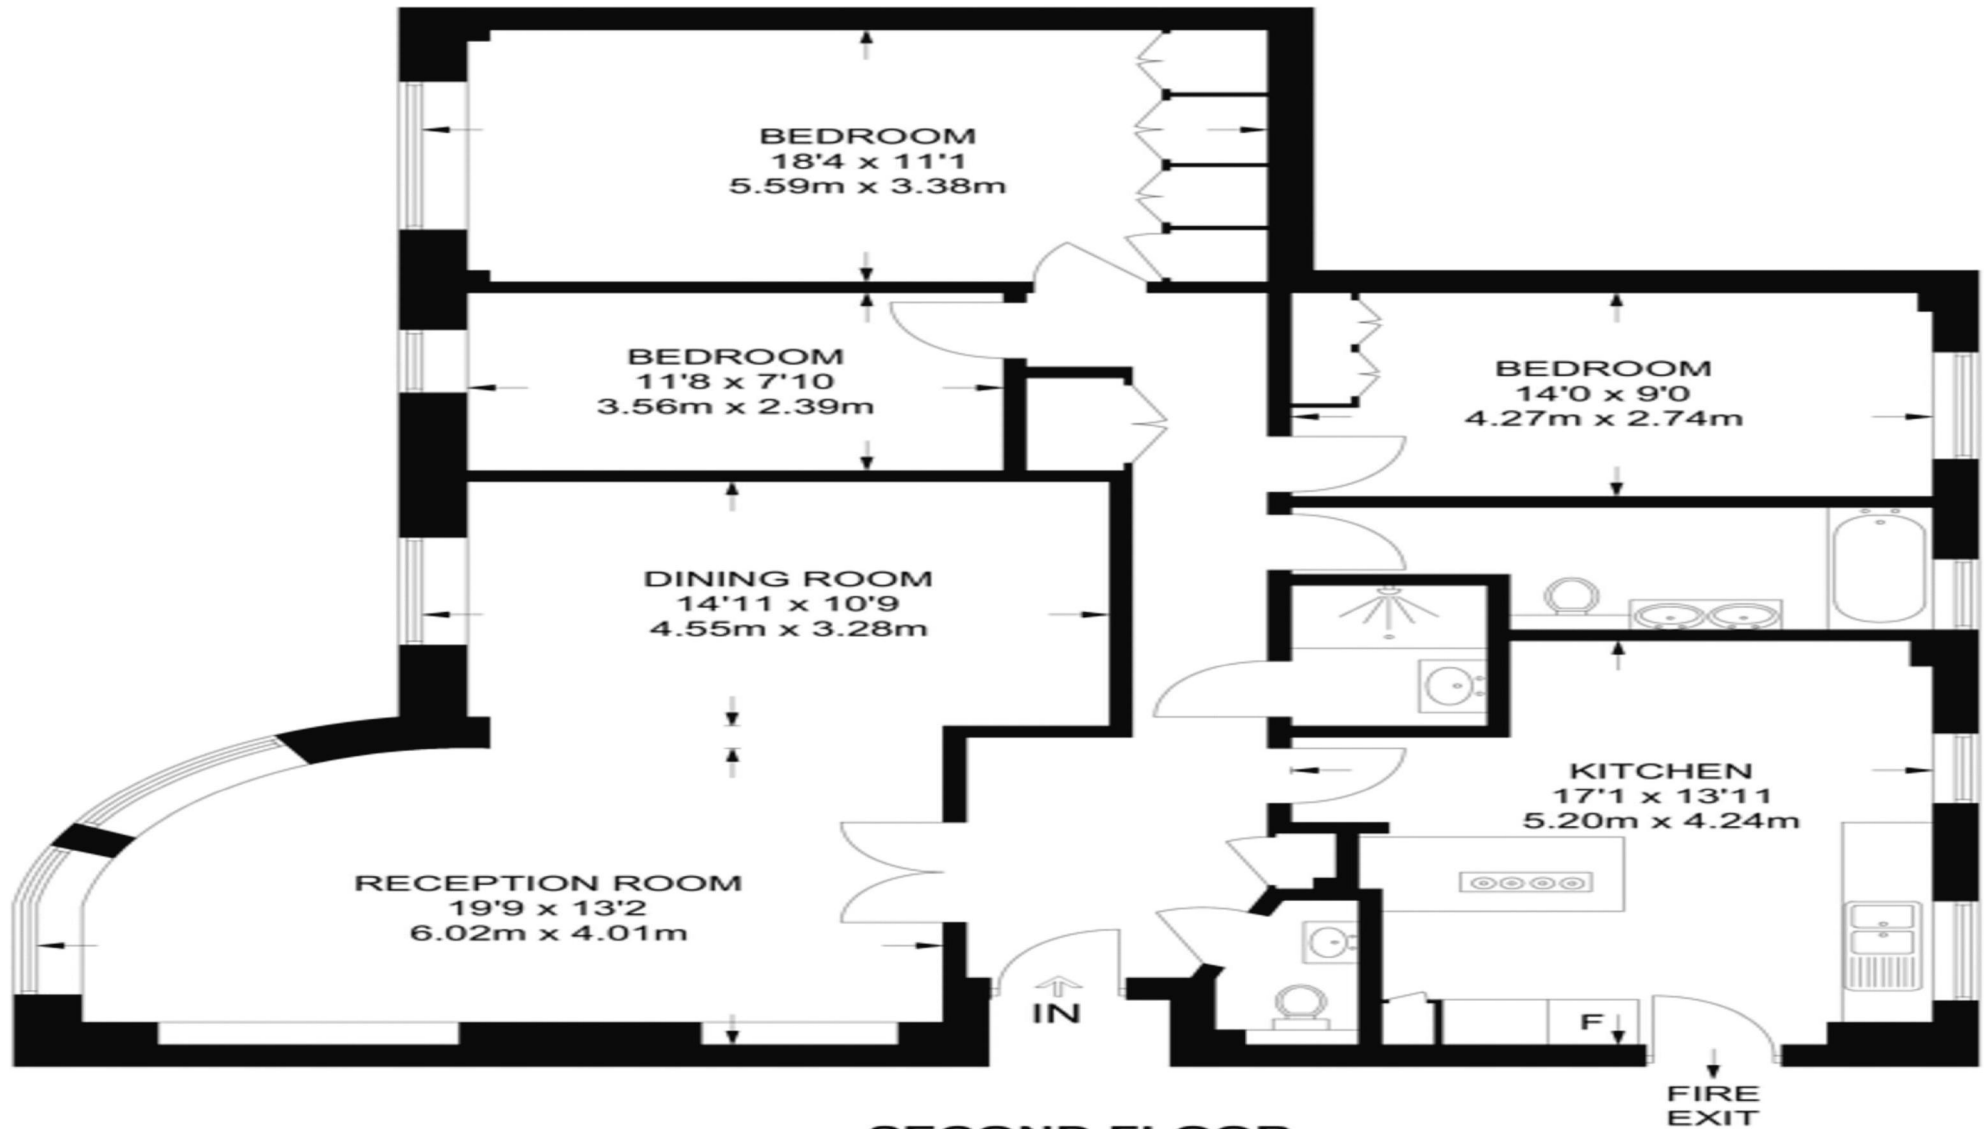 BEDROOM
18'4 x 11'1
5.59m x 3.38m
BEDROOM
11'8 x 7'10
3.56m x 2.39m
BEDROOM
14'0 x 9'0
4.27m x 2.74m
DINING ROOM
14'11 x 10'9
4.55m x 3.28m
KITCHEN
17'1 x 13'11
5.20m x 4.24m
RECEPTION ROOM
19'9 x 13'2
6.02m x 4.01m
IN
F
FIRE
EXIT
SECOND FLOOR